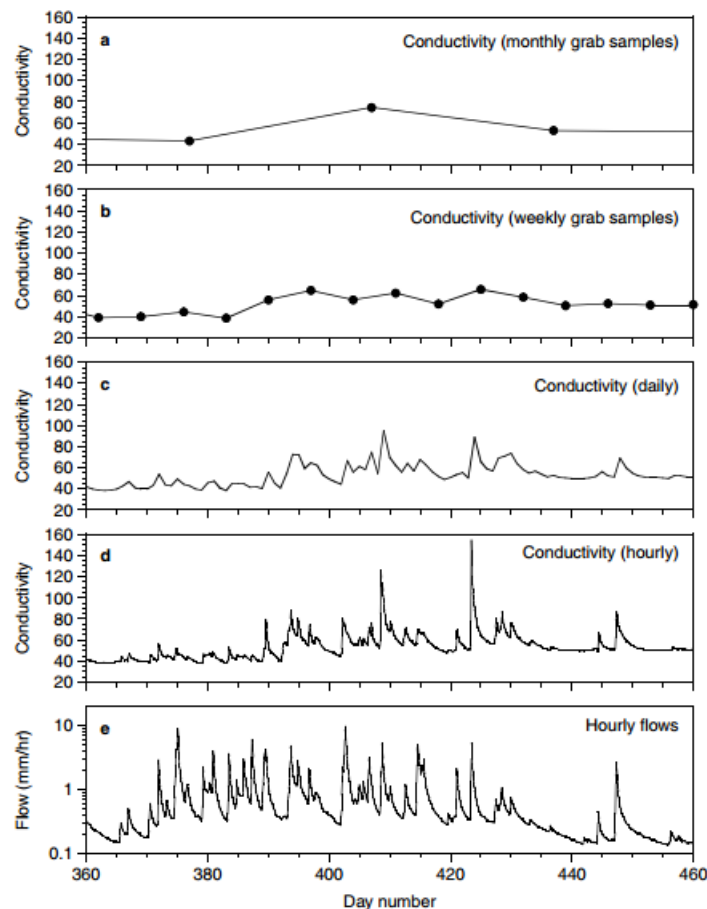 160
140
120
100
80
60
40
20
Conductivity
a
Conductivity (monthly grab samples)
160
140
120
100
80
60
40
20
Conductivity
b
Conductivity (weekly grab samples)
160
140
120
100
80
60
40
20
Conductivity
c
Conductivity (daily)
160
140
120
100
80
60
40
20
Conductivity
d
Conductivity (hourly)
10
1
0.1
Flow (mm/hr)
e
Hourly flows
360 380 400 420 440 460
Day number